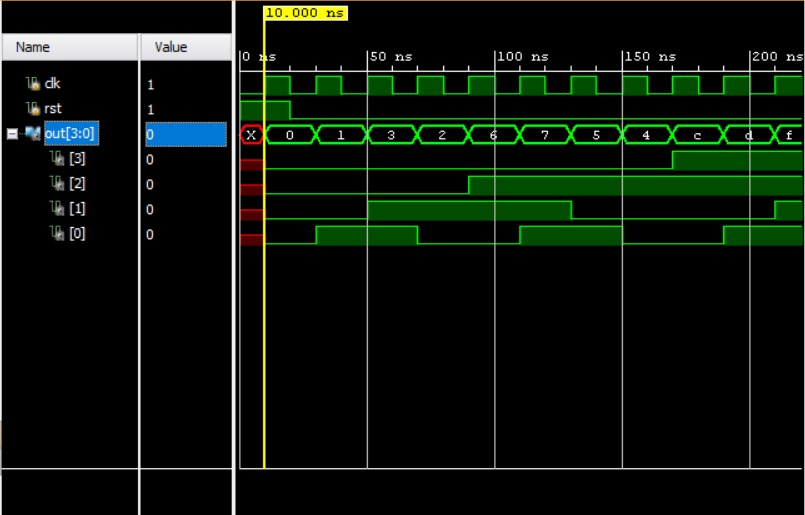 10.000 ns
Name Value
0 ns 50 ns 100 ns 150 ns 200 ns
clk 1
rst 1
out[3:0] 0 X 0 1 3 2 6 7 5 4 c d f
[3] 0
[2] 0
[1] 0
[0] 0